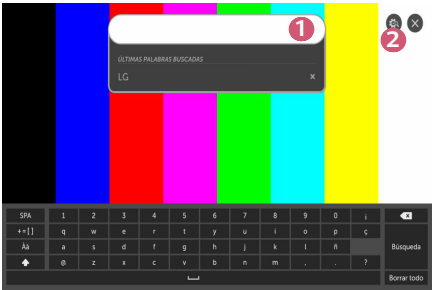 1
2
ÚLTIMAS PALABRAS BUSCADAS
LG x
SPA 1 2 3 4 5 6 7 8 9 0 ¡
+=[] q w e r t y u i o p ç
Àà a s d f g h j k l ñ Búsqueda
@ z x c v b n m . . ?
Borrar todo